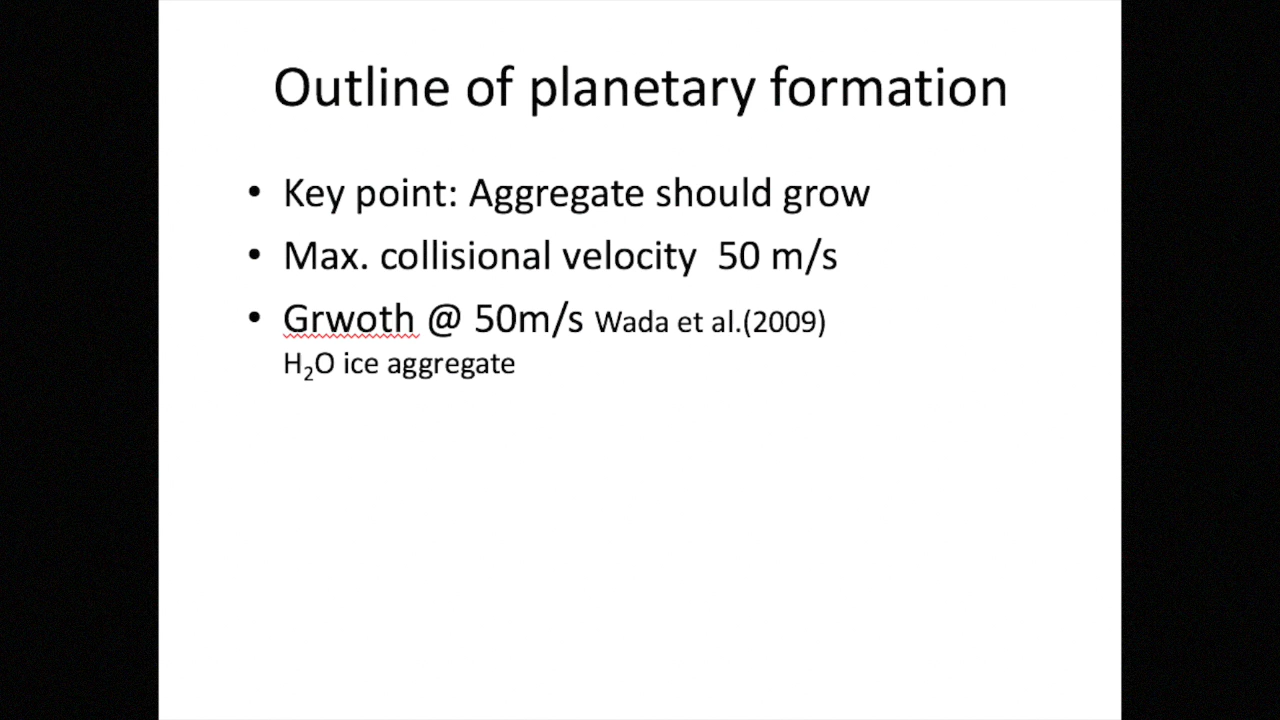 Outline of planetary formation
• Key point: Aggregate should grow
• Max. collisional velocity  50 m/s
• Grwoth @ 50m/s Wada et al.(2009)
H₂O ice aggregate